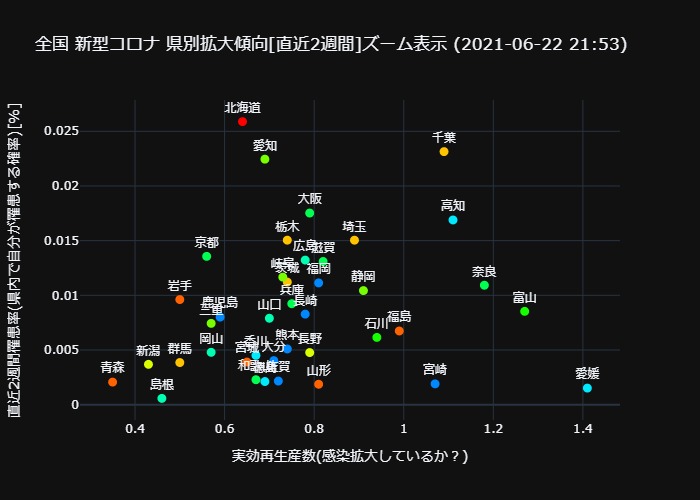 全国 新型コロナ 県別拡大傾向[直近2週間]ズーム表示 (2021-06-22 21:53)
直近2週間罹患率(県内で自分が罹患する確率)[%]
0.025
0.02
0.015
0.01
0.005
0
北海道
愛知
千葉
大阪
高知
栃木
埼玉
京都
広島
滋賀
岐阜
茨城
福岡
静岡
奈良
岩手
兵庫
富山
鹿児島
三重
山口
長崎
石川
福島
岡山
熊本
長野
新潟
群馬
香川
宮城
大分
青森
島根
佐賀
山形
宮崎
愛媛
0.4
0.6
0.8
1
1.2
1.4
実効再生産数(感染拡大しているか？)